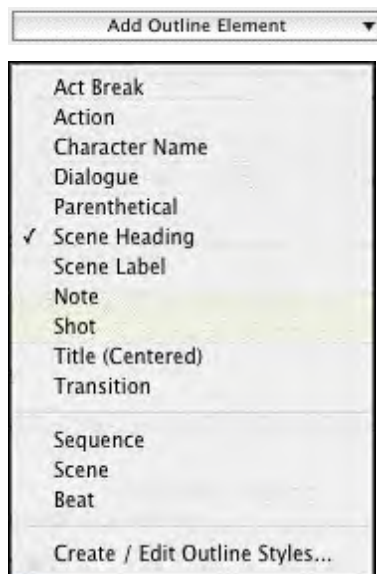 Add Outline Element
Act Break
Action
Character Name
Dialogue
Parenthetical
✓ Scene Heading
Scene Label
Note
Shot
Title (Centered)
Transition
Sequence
Scene
Beat
Create / Edit Outline Styles...